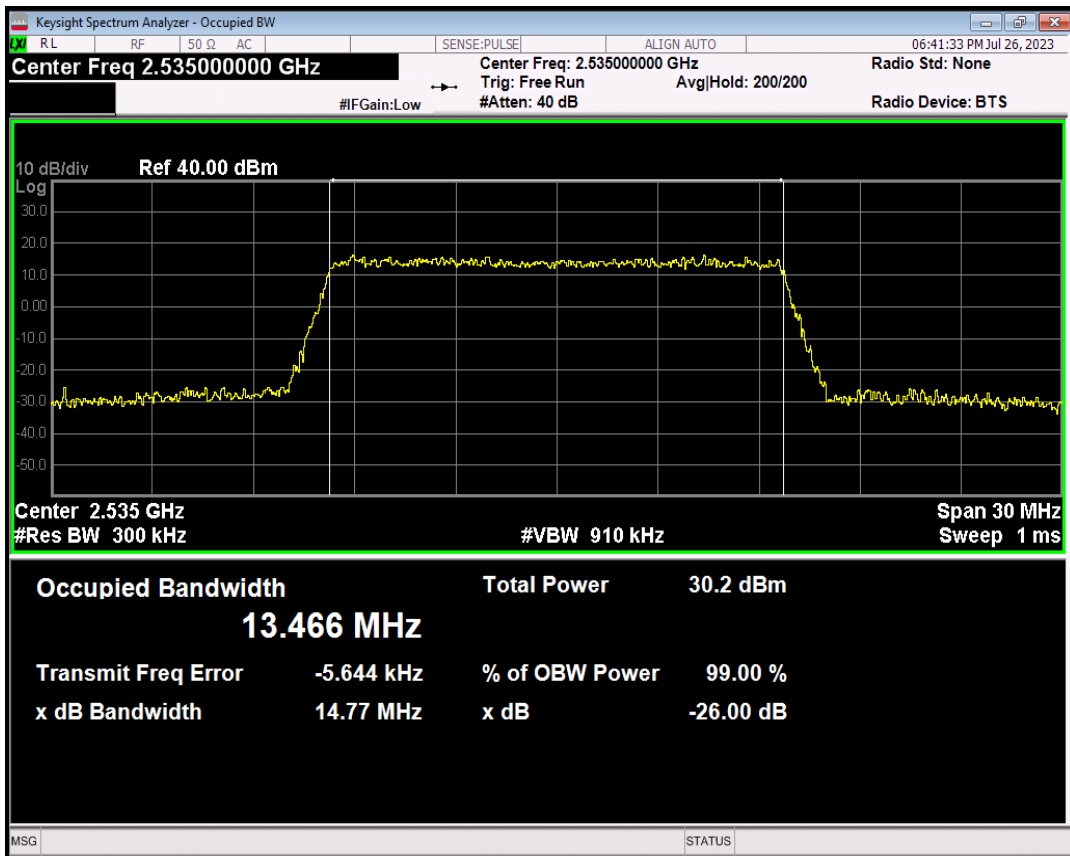 Keysight Spectrum Analyzer - Occupied BW
LXI RL RF 50 Ω AC SENSE:PULSE ALIGN AUTO 06:41:33 PM Jul 26, 2023
Center Freq 2.535000000 GHz Center Freq: 2.535000000 GHz Radio Std: None
Trig: Free Run Avg|Hold: 200/200
#IFGain:Low #Atten: 40 dB Radio Device: BTS
10 dB/div Ref 40.00 dBm
Log
30.0
20.0
10.0
0.00
-10.0
-20.0
-30.0
-40.0
-50.0
Center 2.535 GHz Span 30 MHz
#Res BW 300 kHz #VBW 910 kHz Sweep 1 ms
Occupied Bandwidth Total Power 30.2 dBm
13.466 MHz
Transmit Freq Error -5.644 kHz % of OBW Power 99.00 %
x dB Bandwidth 14.77 MHz x dB -26.00 dB
MSG STATUS